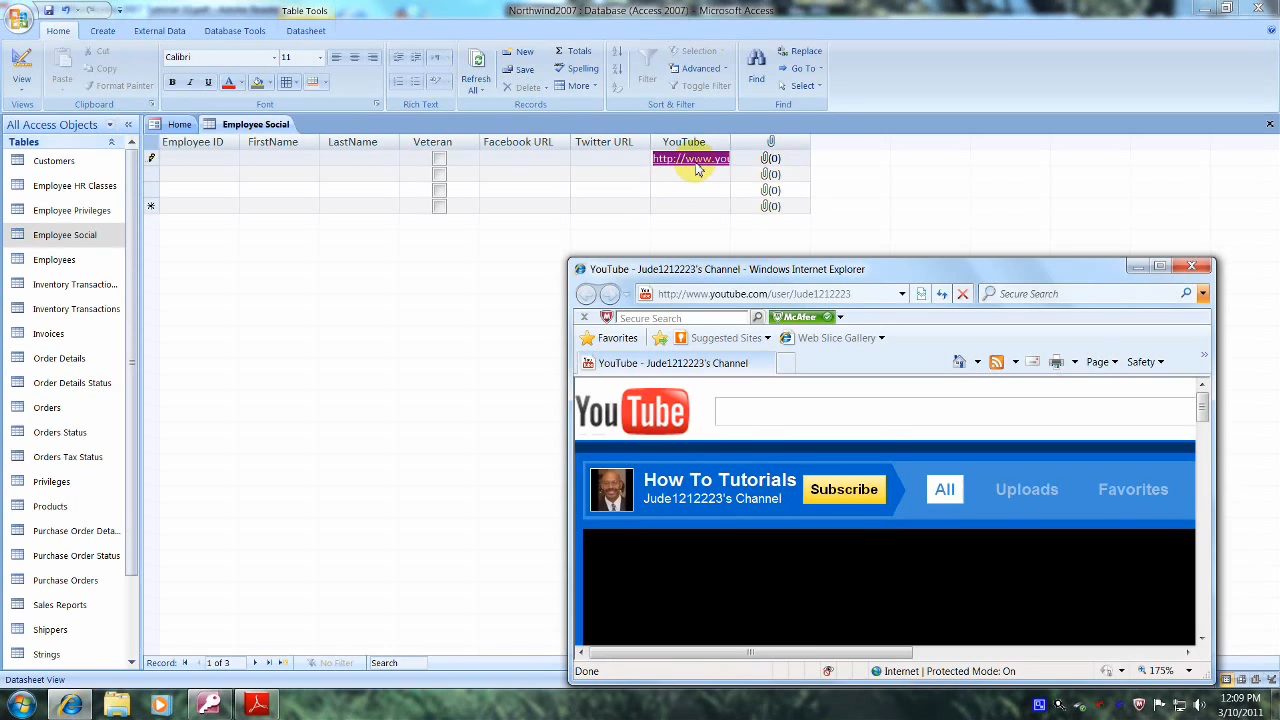 Table Tools
Northwind2007 : Database (Access 2007) - Microsoft Access
Home Create External Data Database Tools Datasheet
View
Views
Paste
Cut
Copy
Format Painter
Clipboard
Calibri 11
B I U A
Font
Rich Text
Refresh
All
New
Save
Delete
Totals
Spelling
More
Records
Filter
Selection
Advanced
Toggle Filter
Sort & Filter
Find
Replace
Go To
Select
Find
All Access Objects
Tables
Customers
Employee HR Classes
Employee Privileges
Employee Social
Employees
Inventory Transactio...
Inventory Transactions
Invoices
Order Details
Order Details Status
Orders
Orders Status
Orders Tax Status
Privileges
Products
Purchase Order Deta...
Purchase Order Status
Purchase Orders
Sales Reports
Shippers
Strings
Home Employee Social
Employee ID FirstName LastName Veteran Facebook URL Twitter URL YouTube
http://www.you (0)
(0)
(0)
(0)
YouTube - Jude1212223's Channel - Windows Internet Explorer
http://www.youtube.com/user/Jude1212223
Secure Search
Secure Search
McAfee
Favorites Suggested Sites Web Slice Gallery
YouTube - Jude1212223's Channel
Page Safety
YouTube
How To Tutorials
Jude1212223's Channel
Subscribe
All Uploads Favorites
Done Internet | Protected Mode: On 175%
Record: 1 of 3 No Filter Search
Datasheet View
12:09 PM
3/10/2011